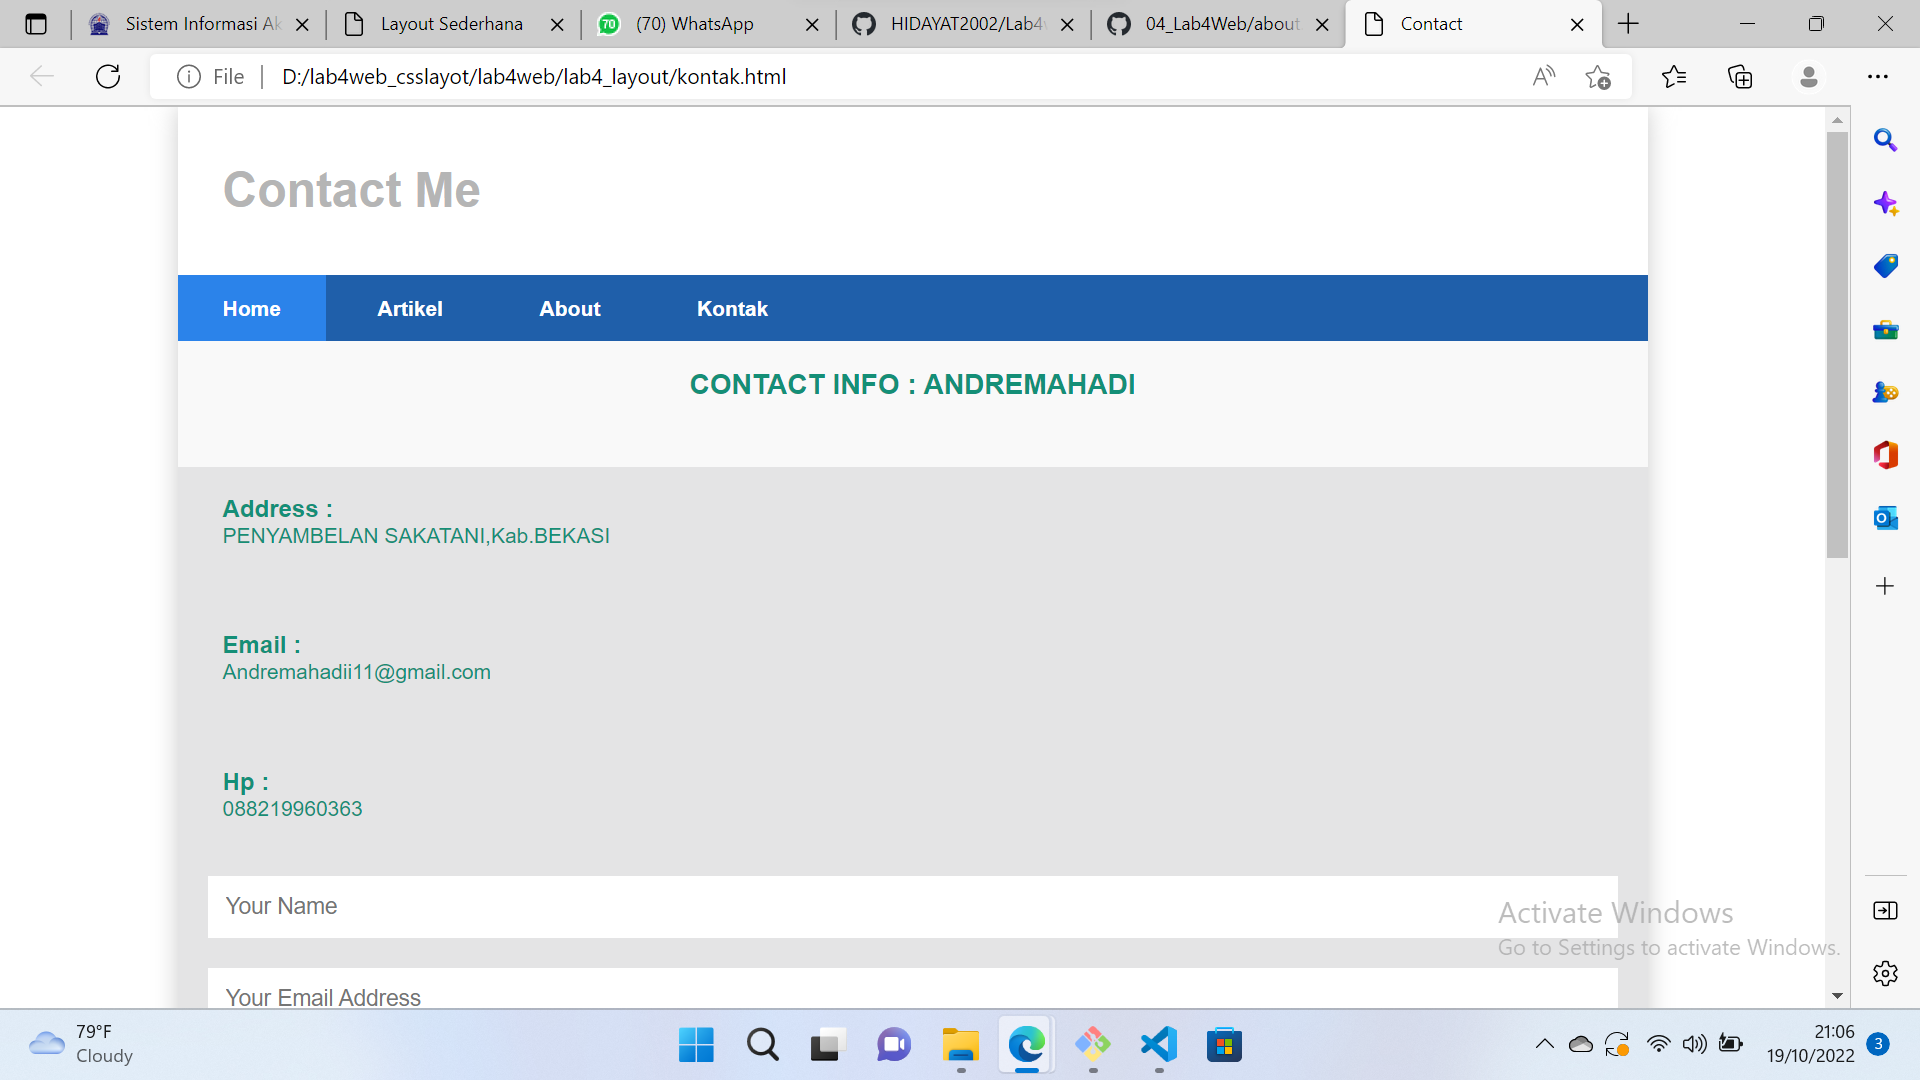 Sistem Informasi Ak
Layout Sederhana
(70) WhatsApp
HIDAYAT2002/Lab4
04_Lab4Web/about
Contact
File
D:/lab4web_csslayot/lab4web/lab4_layout/kontak.html
Contact Me
Home
Artikel
About
Kontak
CONTACT INFO : ANDREMAHADI
Address :
PENYAMBELAN SAKATANI,Kab.BEKASI
Email :
Andremahadii11@gmail.com
Hp :
088219960363
Your Name
Your Email Address
Activate Windows
Go to Settings to activate Windows.
79°F
Cloudy
21:06
19/10/2022
3